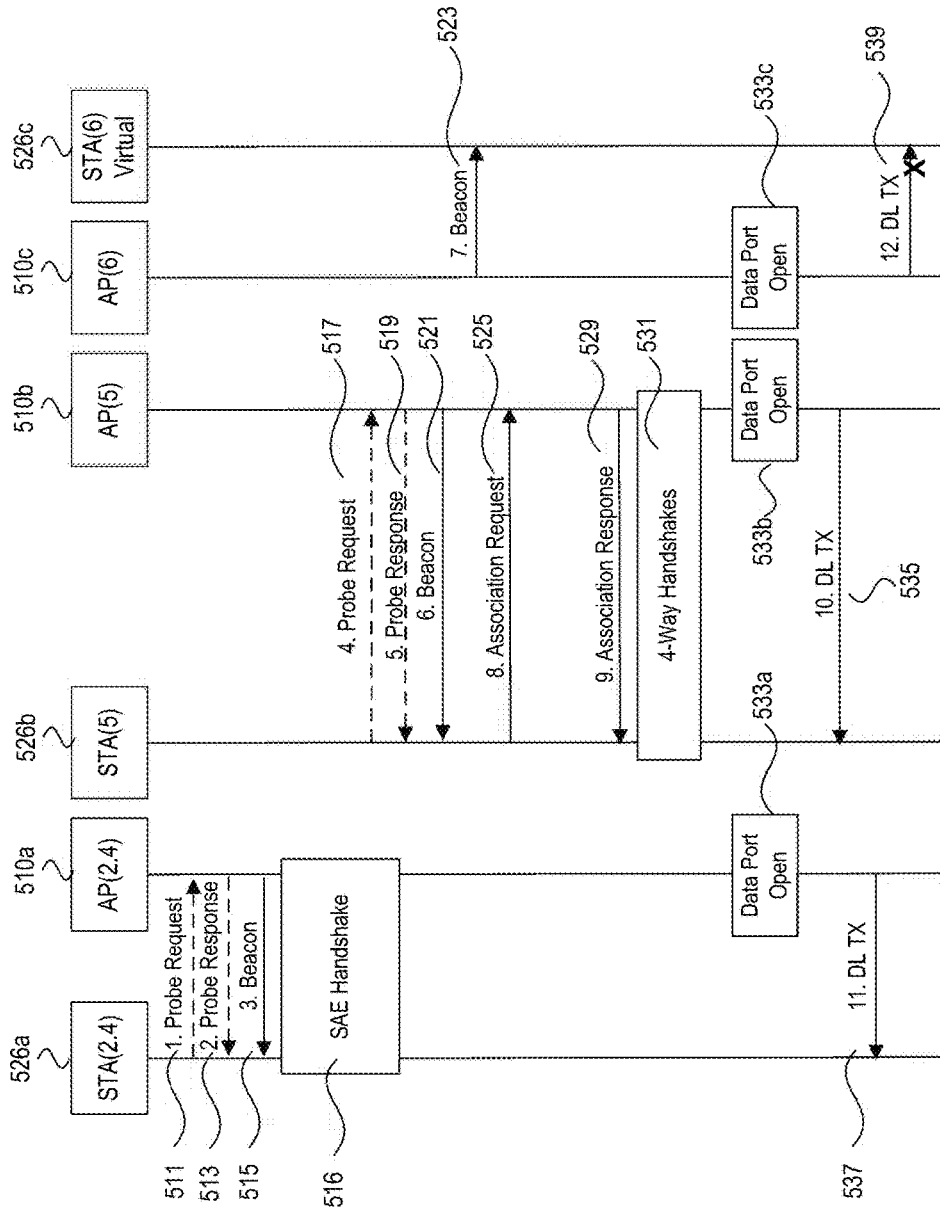 526a
STA(2.4)
510a
AP(2.4)
526b
STA(5)
510b
AP(5)
510c
AP(6)
526c
STA(6)
Virtual
511
1. Probe Request
513
2. Probe Response
515
3. Beacon
516
SAE Handshake
4. Probe Request
517
5. Probe Response
519
6. Beacon
521
7. Beacon
523
8. Association Request
525
9. Association Response
529
4-Way Handshakes
531
533a
Data Port
Open
533b
Data Port
Open
533c
Data Port
Open
10. DL TX
535
11. DL TX
537
12. DL TX
539
X